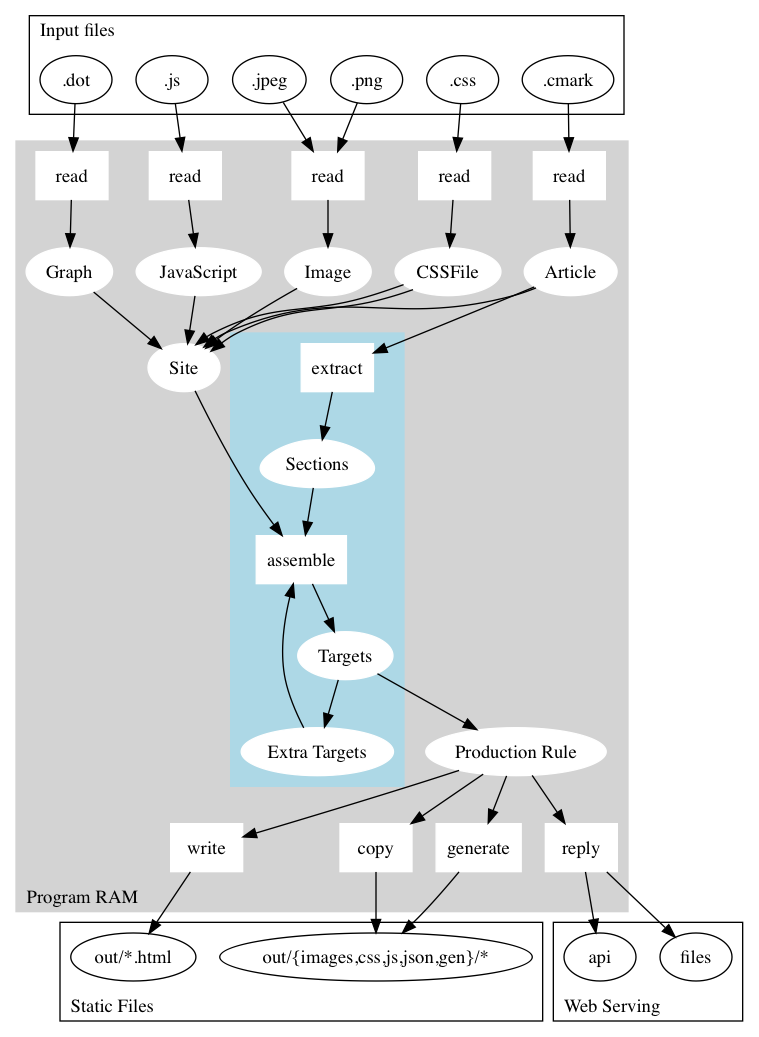 Input files
.dot
.js
.jpeg
.png
.css
.cmark
read
read
read
read
read
Graph
JavaScript
Image
CSSFile
Article
Site
extract
Sections
assemble
Targets
Extra Targets
Production Rule
write
copy
generate
reply
Program RAM
out/*.html
out/{images,css,js,json,gen}/*
api
files
Static Files
Web Serving